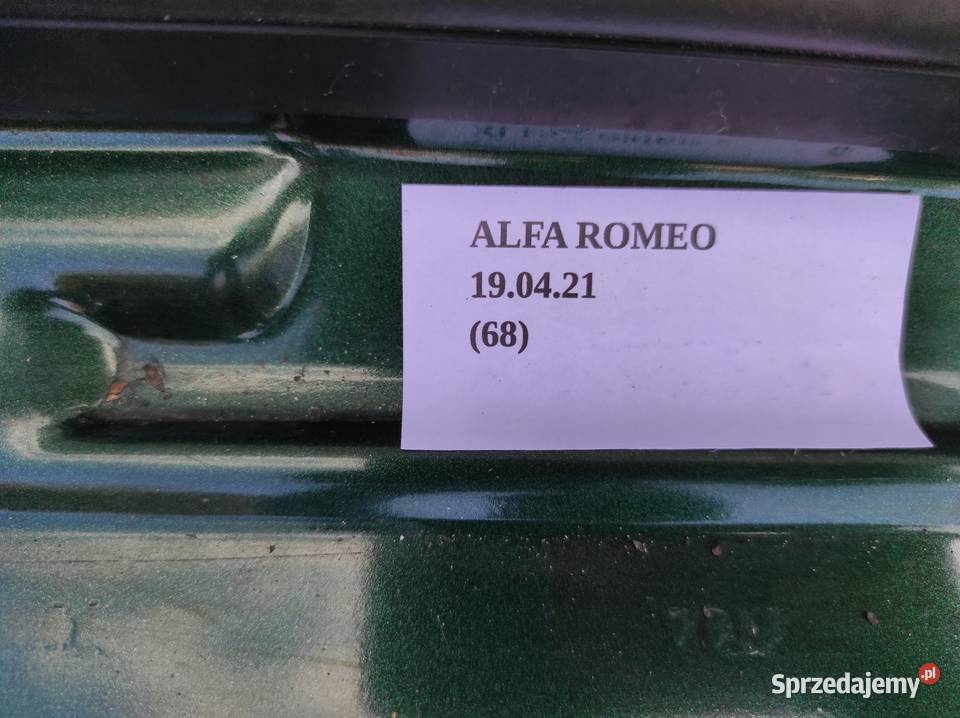 ALFA ROMEO
19.04.21
(68)
Sprzedajemy.pl